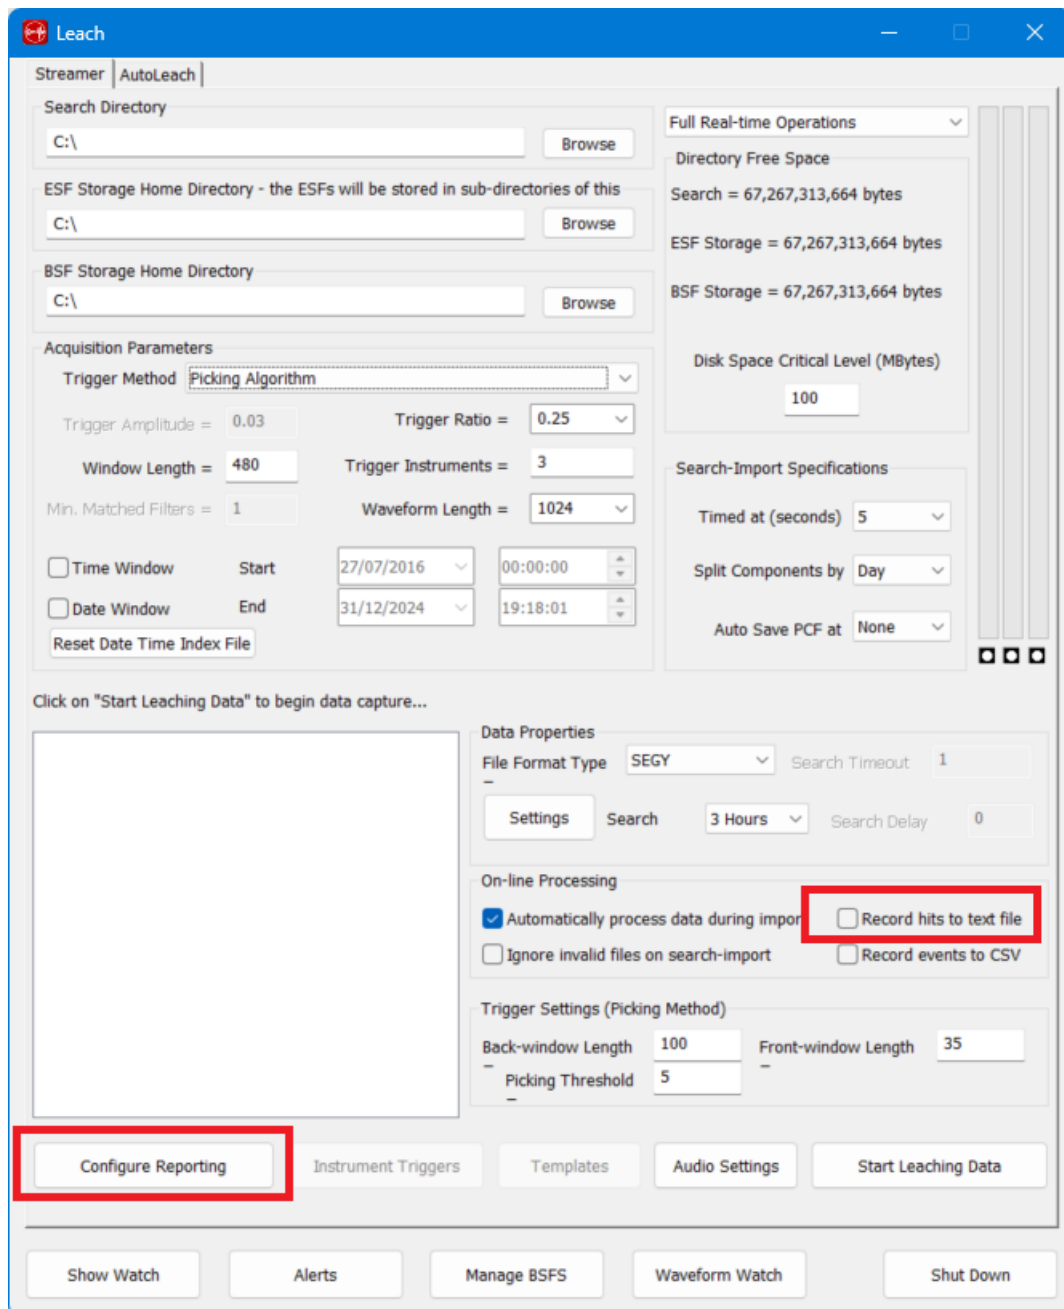 Leach
Streamer AutoLeach
Search Directory
C:\ Browse
ESF Storage Home Directory - the ESFs will be stored in sub-directories of this
C:\ Browse
BSF Storage Home Directory
C:\ Browse
Full Real-time Operations
Directory Free Space
Search = 67,267,313,664 bytes
ESF Storage = 67,267,313,664 bytes
BSF Storage = 67,267,313,664 bytes
Disk Space Critical Level (MBytes)
100
Acquisition Parameters
Trigger Method Picking Algorithm
Trigger Amplitude = 0.03 Trigger Ratio = 0.25
Window Length = 480 Trigger Instruments = 3
Min. Matched Filters = 1 Waveform Length = 1024
Time Window Start 27/07/2016 00:00:00
Date Window End 31/12/2024 19:18:01
Reset Date Time Index File
Search-Import Specifications
Timed at (seconds) 5
Split Components by Day
Auto Save PCF at None
Click on "Start Leaching Data" to begin data capture...
Data Properties
File Format Type SEGY Search Timeout 1
Settings Search 3 Hours Search Delay 0
On-line Processing
Automatically process data during impor Record hits to text file
Ignore invalid files on search-import Record events to CSV
Trigger Settings (Picking Method)
Back-window Length 100 Front-window Length 35
Picking Threshold 5
Configure Reporting Instrument Triggers Templates Audio Settings Start Leaching Data
Show Watch Alerts Manage BSFS Waveform Watch Shut Down